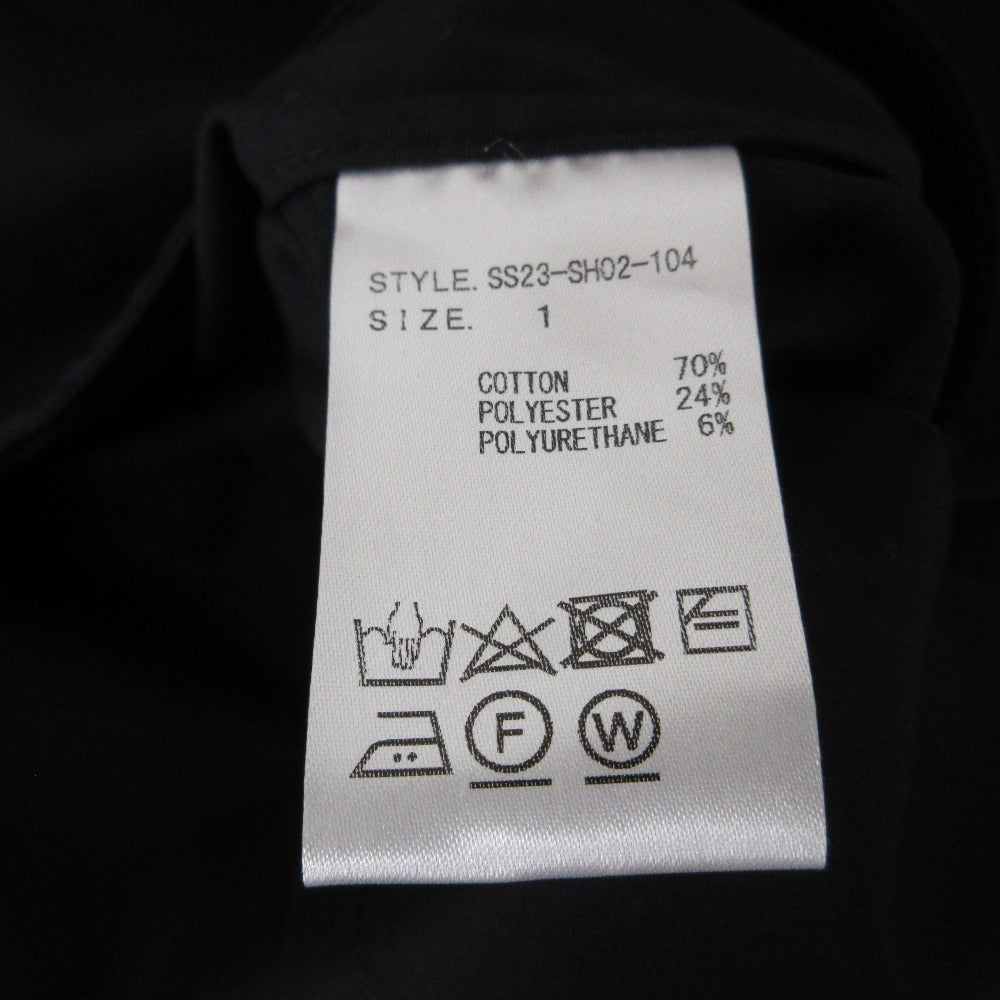 STYLE. SS23-SH02-104
SIZE. 1
COTTON 70%
POLYESTER 24%
POLYURETHANE 6%
F W